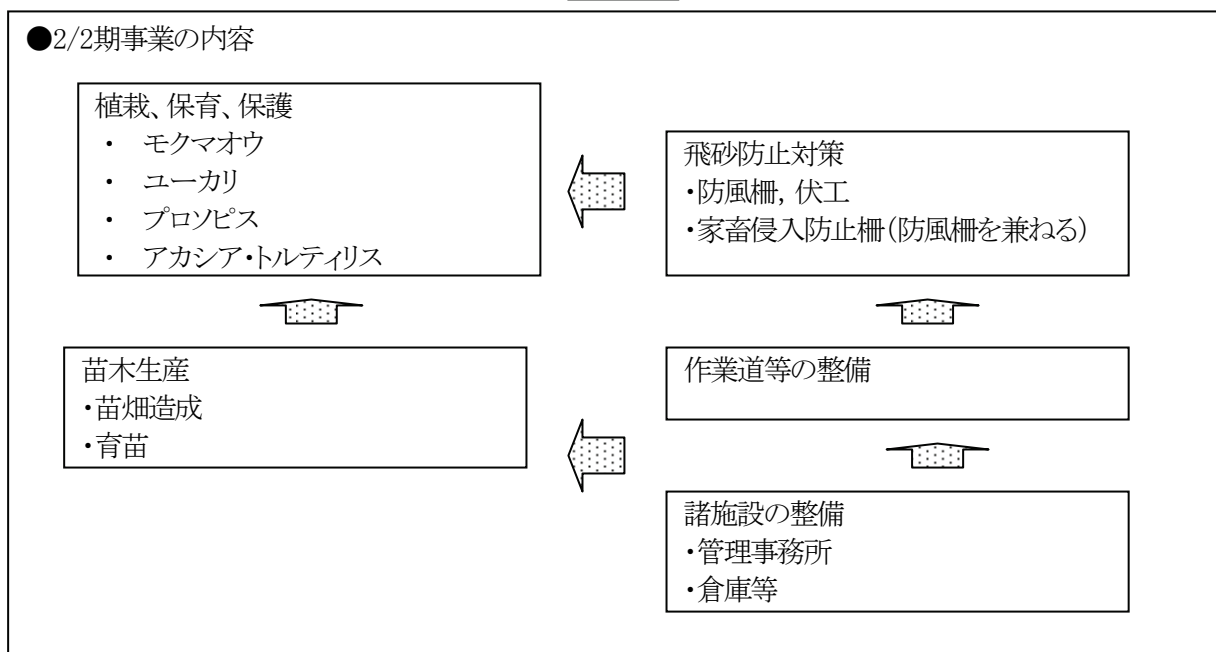 ●2/2期事業の内容
植栽、保育、保護
・ モクマオウ
・ ユーカリ
・ プロソピス
・ アカシア・トルティリス
飛砂防止対策
・防風柵, 伏工
・家畜侵入防止柵(防風柵を兼ねる)
苗木生産
・苗畑造成
・育苗
作業道等の整備
諸施設の整備
・管理事務所
・倉庫等